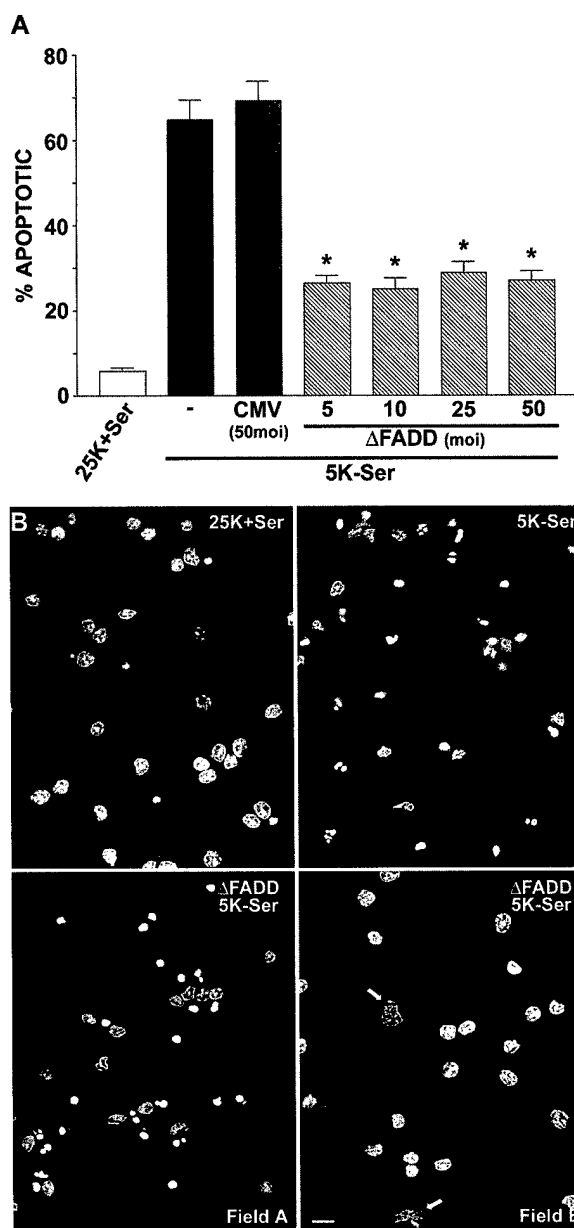 A
80
60
40
20
0
% APOPTOTIC
* * * *
25K+Ser
- CMV 5 10 25 50
(50moi) ΔFADD (moi)
5K-Ser
B 25K+Ser
5K-Ser
ΔFADD
5K-Ser
Field A
ΔFADD
5K-Ser
Field B